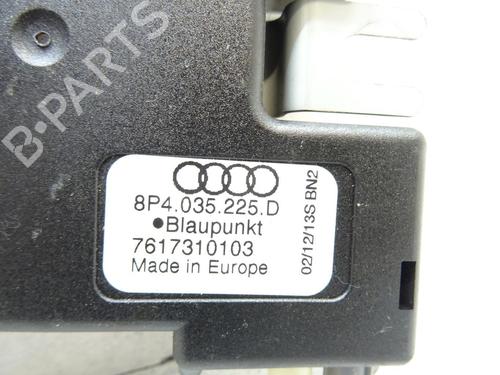 B-PARTS
8P4.035.225.D
•Blaupunkt
7617310103
Made in Europe
02/12/13S BN2